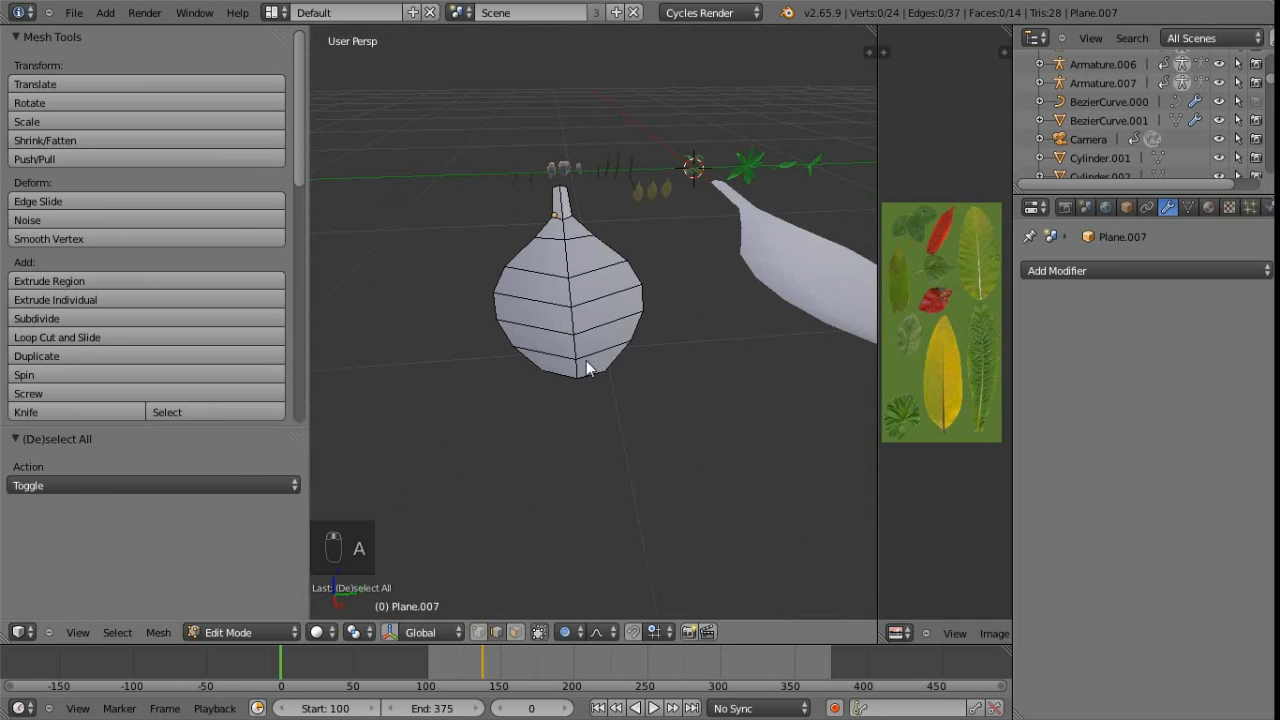 File Add Render Window Help Default Scene 3 Cycles Render v2.65.9 | Verts:0/24 | Edges:0/37 | Faces:0/14 | Tris:28 | Plane.007
Mesh Tools
Transform:
Translate
Rotate
Scale
Shrink/Fatten
Push/Pull
Deform:
Edge Slide
Noise
Smooth Vertex
Add:
Extrude Region
Extrude Individual
Subdivide
Loop Cut and Slide
Duplicate
Spin
Screw
Knife Select
(De)select All
Action
Toggle
User Persp
A
Last: (De)select All
(0) Plane.007
View Select Mesh Edit Mode Global
View Image
View Search All Scenes
Armature.006
Armature.007
BezierCurve.000
BezierCurve.001
Camera
Cylinder.001
Cylinder.002
Plane.007
Add Modifier
-150 -100 -50 0 50 100 150 200 250 300 350 400 450
View Marker Frame Playback Start: 100 End: 375 0 No Sync